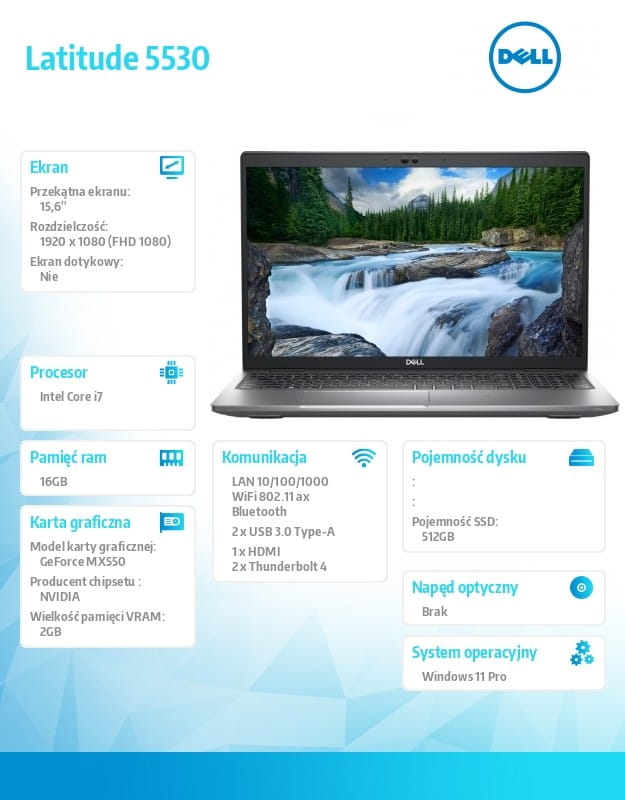 Latitude 5530
DELL
Ekran
Przekątna ekranu:
15,6"
Rozdzielczość:
1920 x 1080 (FHD 1080)
Ekran dotykowy:
Nie
DELL
Procesor
Intel Core i7
Pamięć ram
16GB
Karta graficzna
Model karty graficznej:
GeForce MX550
Producent chipsetu :
NVIDIA
Wielkość pamięci VRAM:
2GB
Komunikacja
LAN 10/100/1000
WiFi 802.11 ax
Bluetooth
2 x USB 3.0 Type-A
1 x HDMI
2 x Thunderbolt 4
Pojemność dysku
:
:
Pojemność SSD:
512GB
Napęd optyczny
Brak
System operacyjny
Windows 11 Pro